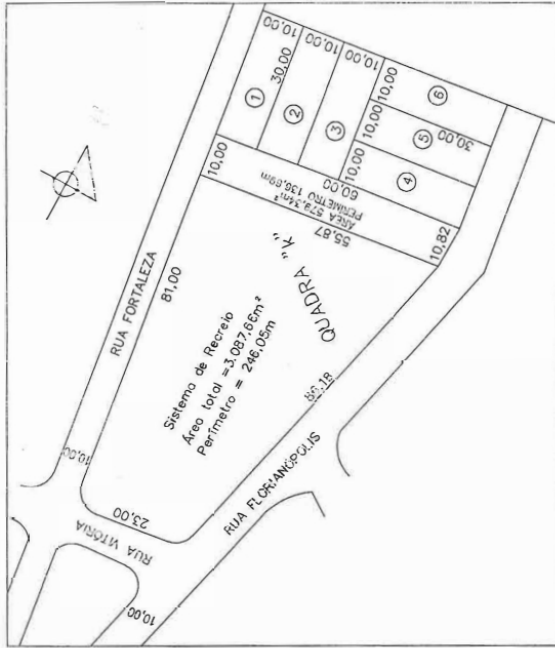 RUA FORTALEZA
10,00
81,00
10,00
10,00
10,00
10,00
30,00
1
2
3
10,00
10,00
10,00
4
5
6
30,00
60,00
ÁREA 579,34m²
PERÍMETRO 136,69m
55,87
10,82
QUADRA "K"
Sistema de Recreio
Área total =3.087,66m²
Perímetro = 246,05m
RUA FLORIANÓPOLIS
23,00
RUA VITÓRIA
10,00